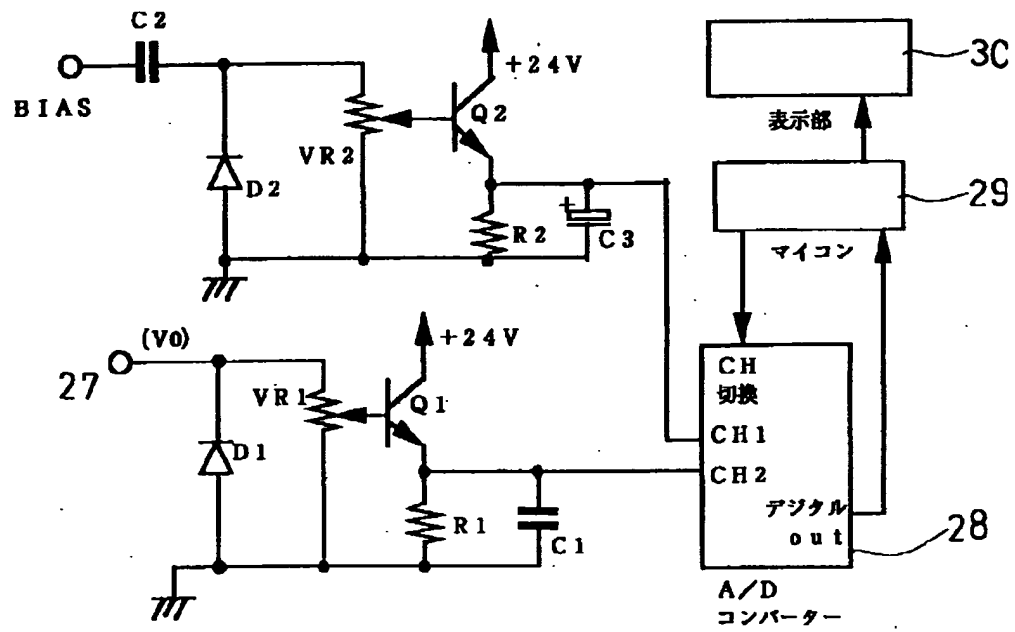 C2
BIAS
D2
VR2
Q2
+24V
R2
+
C3
30
表示部
29
マイコン
(V0)
27
D1
VR1
Q1
+24V
R1
C1
CH
切換
CH1
CH2
デジタル
out
28
A/D
コンバーター